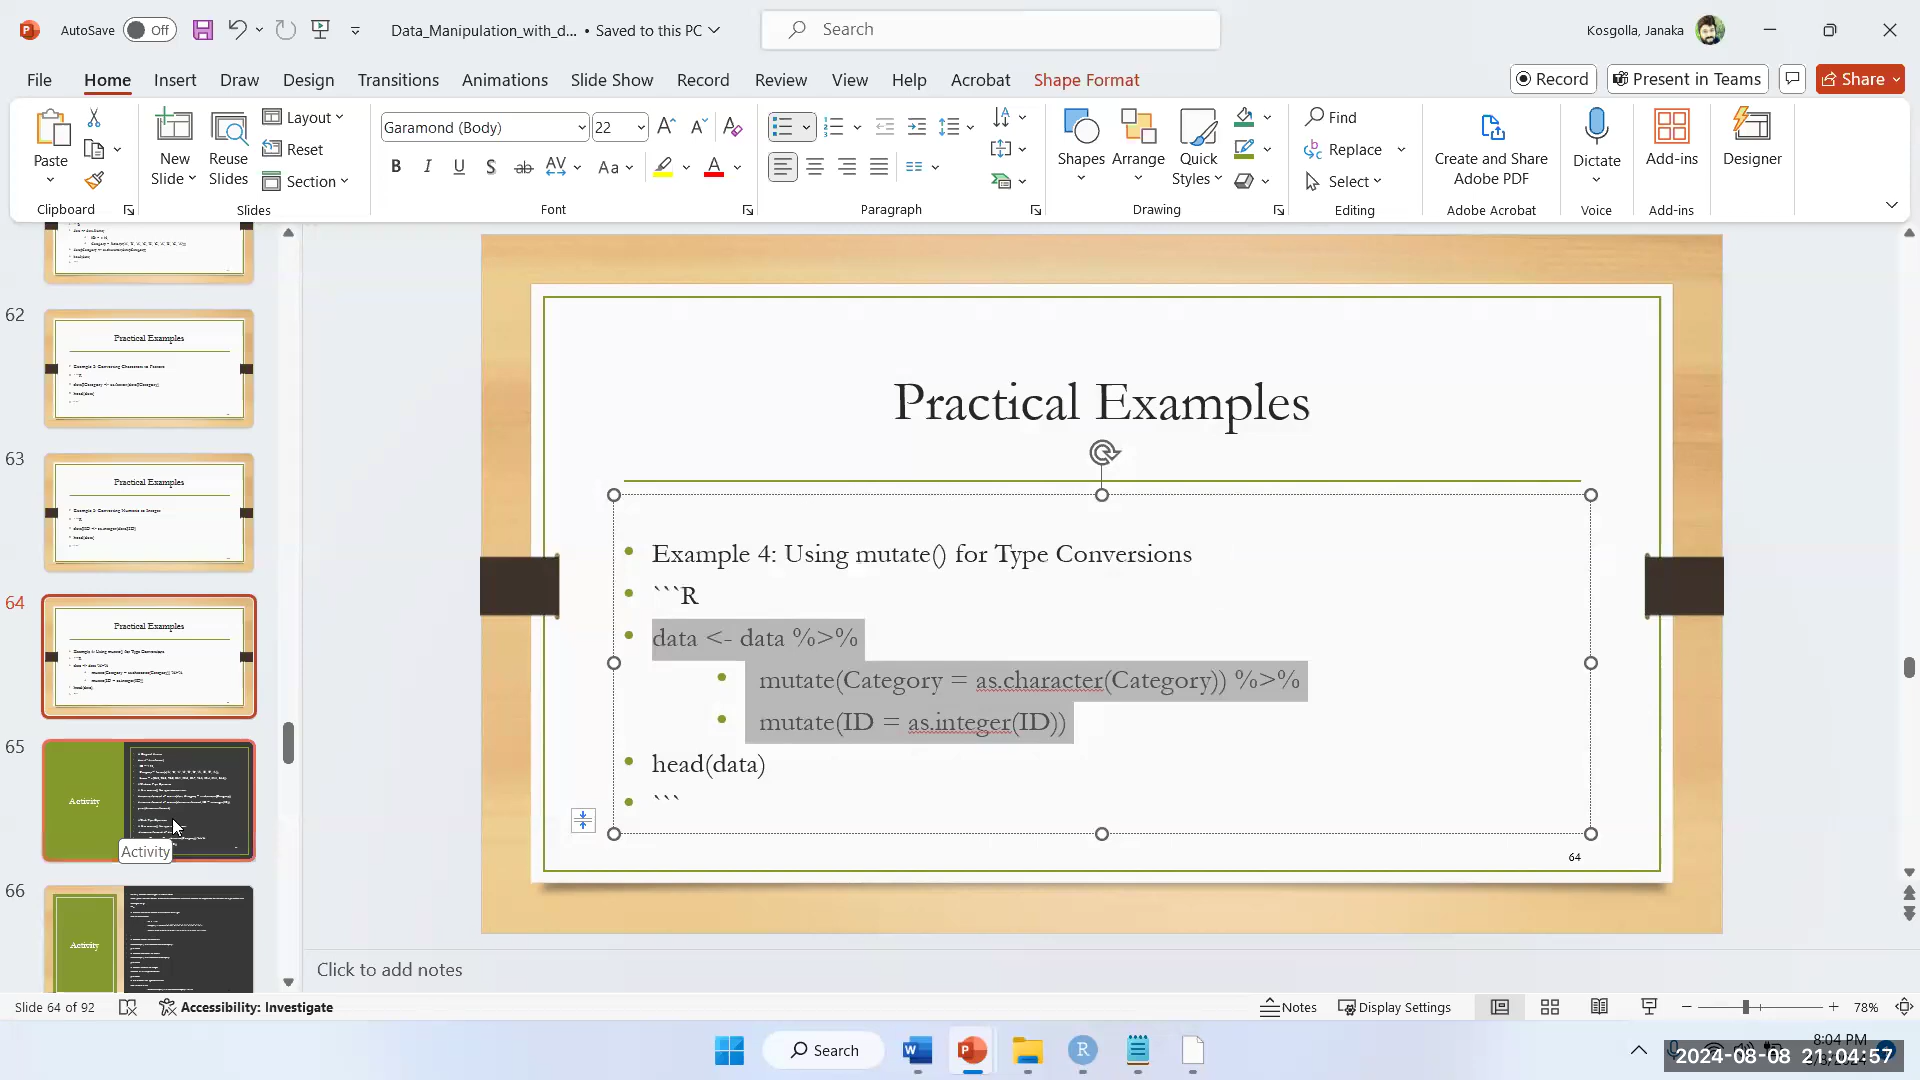 AutoSave Off Data_Manipulation_with_d... • Saved to this PC Search Kosgolla, Janaka
File Home Insert Draw Design Transitions Animations Slide Show Record Review View Help Acrobat Shape Format Record Present in Teams Share
Paste
New Slide
Reuse Slides
Layout
Reset
Section
Garamond (Body) 22
Shapes
Arrange
Quick Styles
Find
Replace
Select
Create and Share Adobe PDF
Dictate
Add-ins
Designer
Clipboard Slides Font Paragraph Drawing Editing Adobe Acrobat Voice Add-ins
62
Practical Examples
63
Practical Examples
64
Practical Examples
65
Activity
Activity
66
Activity
Practical Examples
• Example 4: Using mutate() for Type Conversions
• ```R
• data <- data %>%
• mutate(Category = as.character(Category)) %>%
• mutate(ID = as.integer(ID))
• head(data)
• ```
64
Click to add notes
Slide 64 of 92 Accessibility: Investigate Notes Display Settings 78%
Search
8:04 PM
2024-08-08 21:04:57